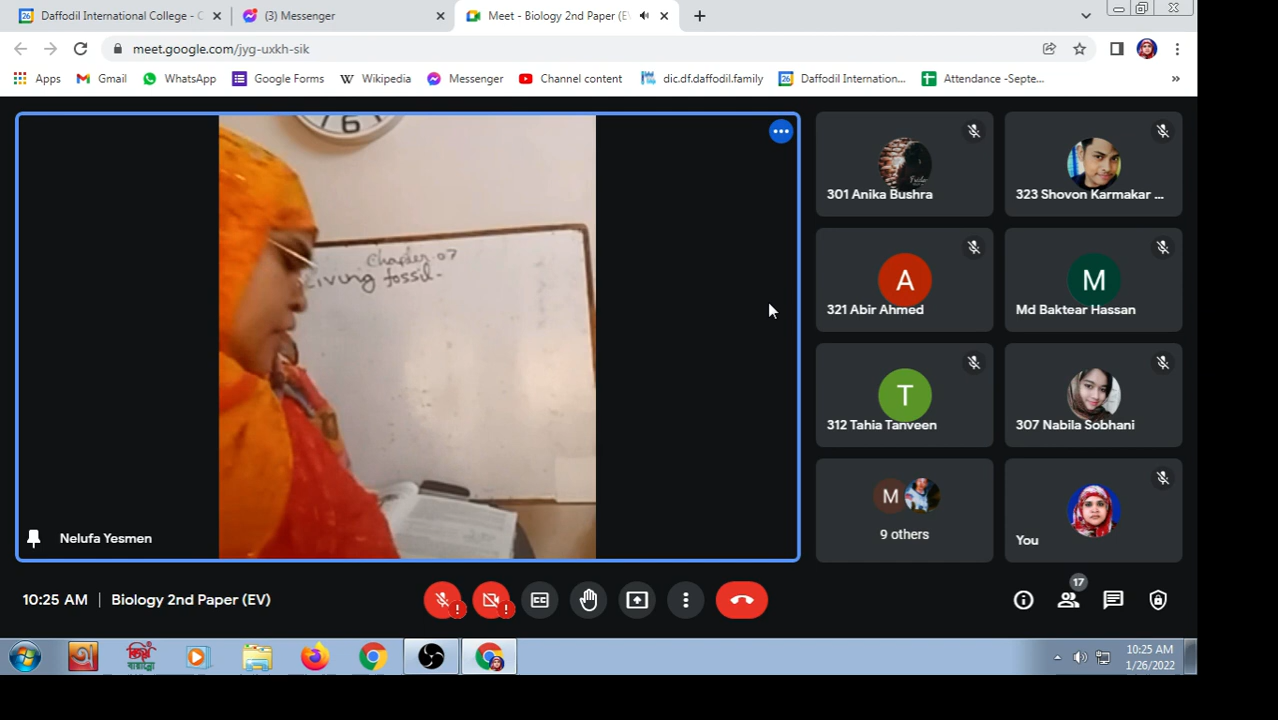 Daffodil International College - C
(3) Messenger
Meet - Biology 2nd Paper (E
meet.google.com/jyg-uxkh-sik
Apps
Gmail
WhatsApp
Google Forms
W Wikipedia
Messenger
Channel content
dic.df.daffodil.family
26 Daffodil Internation...
Attendance -Septe...
»
6
Chapter-07
Living fossil-
Nelufa Yesmen
301 Anika Bushra
323 Shovon Karmakar ...
A
321 Abir Ahmed
M
Md Baktear Hassan
T
312 Tahia Tanveen
307 Nabila Sobhani
M
9 others
You
10:25 AM | Biology 2nd Paper (EV)
CC
17
10:25 AM
1/26/2022